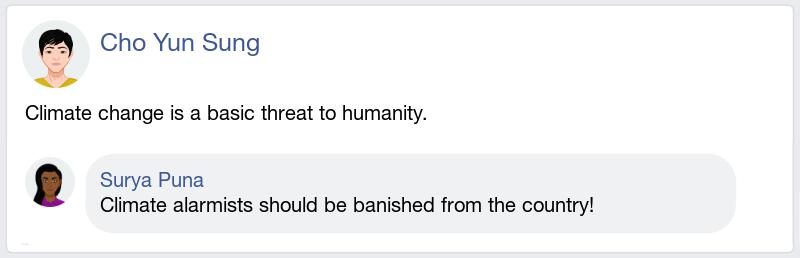 Cho Yun Sung
Climate change is a basic threat to humanity.
Surya Puna
Climate alarmists should be banished from the country!